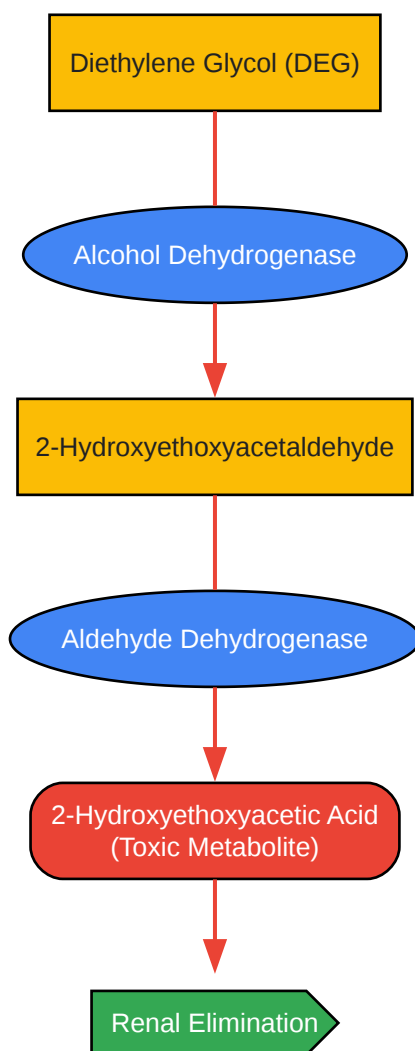 Diethylene Glycol (DEG)
Alcohol Dehydrogenase
2-Hydroxyethoxyacetaldehyde
Aldehyde Dehydrogenase
2-Hydroxyethoxyacetic Acid
(Toxic Metabolite)
Renal Elimination